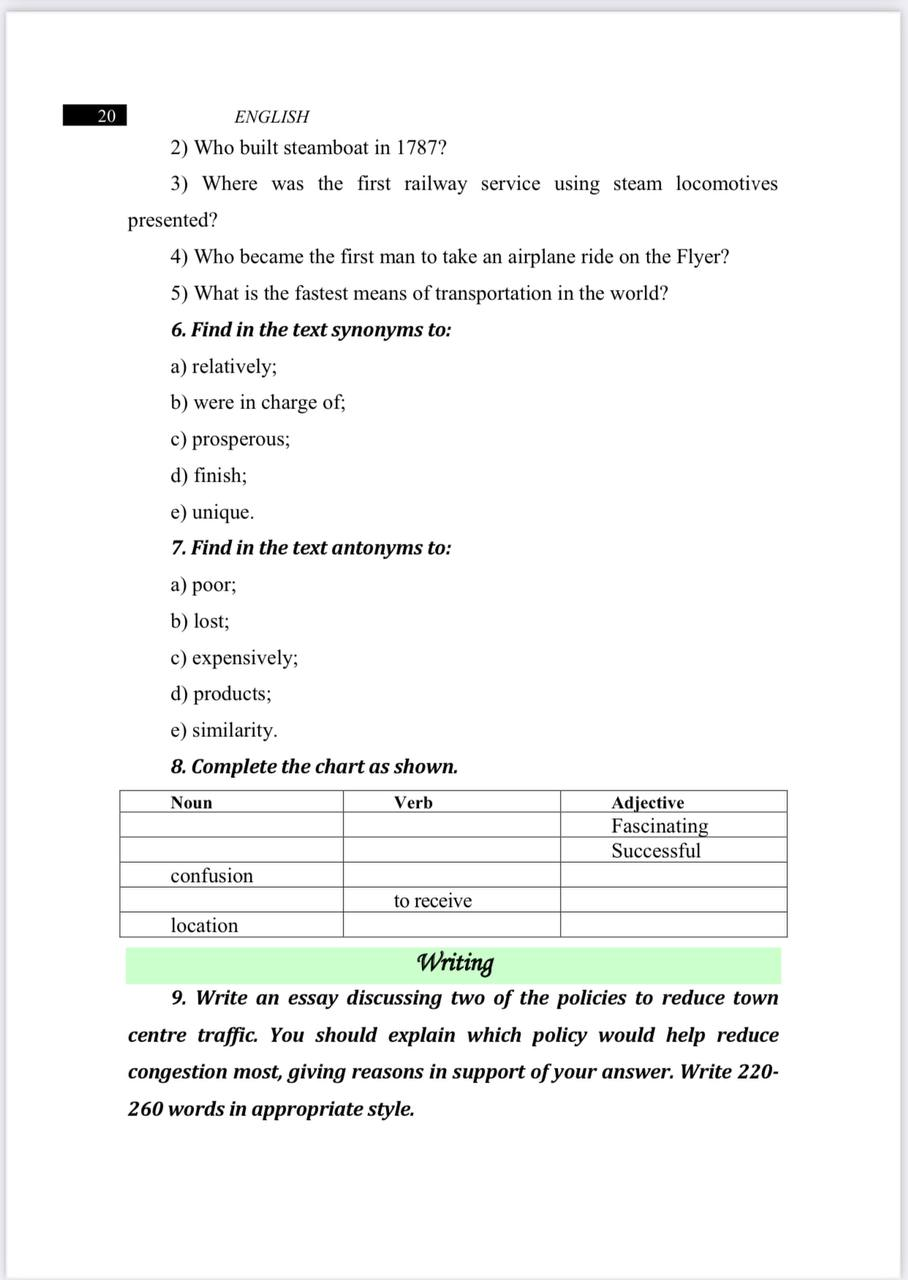 20 ENGLISH
2) Who built steamboat in 1787?
3) Where was the first railway service using steam locomotives
presented?
4) Who became the first man to take an airplane ride on the Flyer?
5) What is the fastest means of transportation in the world?
6. Find in the text synonyms to:
a) relatively;
b) were in charge of;
c) prosperous;
d) finish;
e) unique.
7. Find in the text antonyms to:
a) poor;
b) lost;
c) expensively;
d) products;
e) similarity.
8. Complete the chart as shown.
Noun Verb Adjective
Fascinating
Successful
confusion
to receive
location
Writing
9. Write an essay discussing two of the policies to reduce town
centre traffic. You should explain which policy would help reduce
congestion most, giving reasons in support of your answer. Write 220-
260 words in appropriate style.